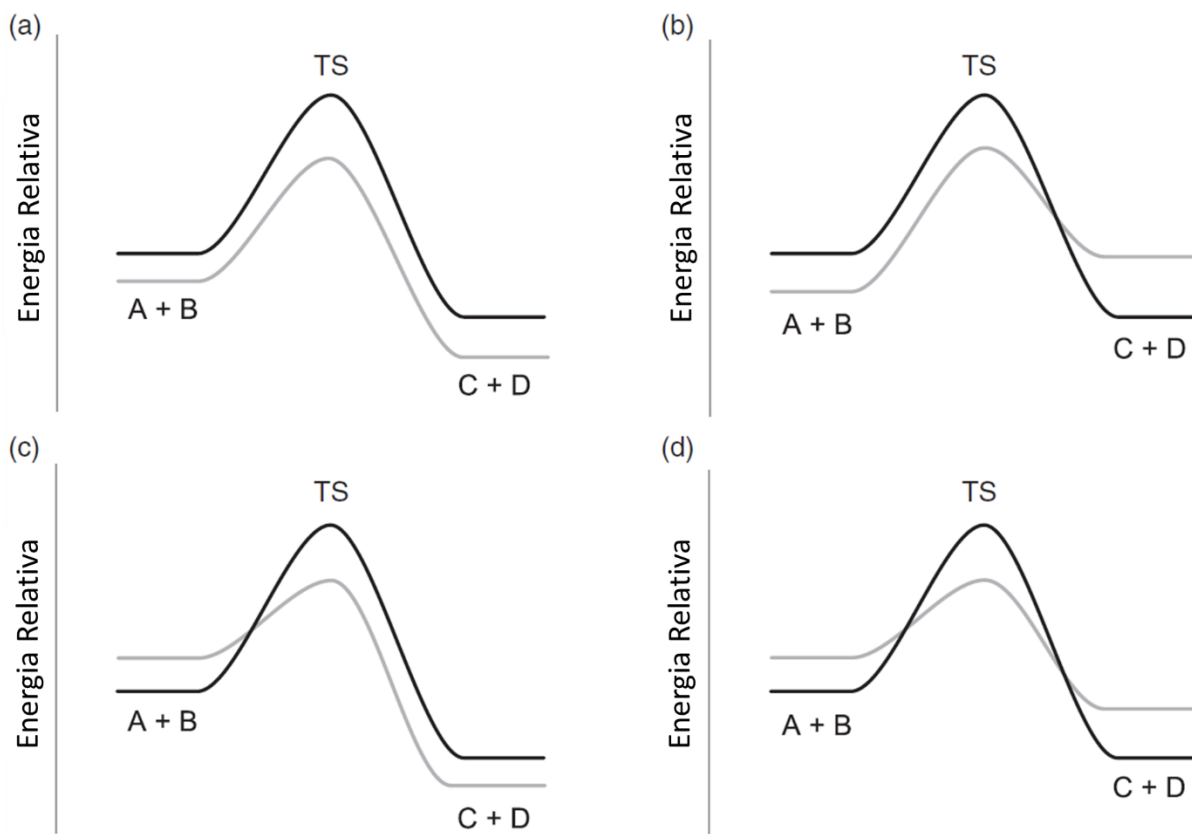 (a)
TS
Energia Relativa
A + B
C + D
(b)
TS
Energia Relativa
A + B
C + D
(c)
TS
Energia Relativa
A + B
C + D
(d)
TS
Energia Relativa
A + B
C + D